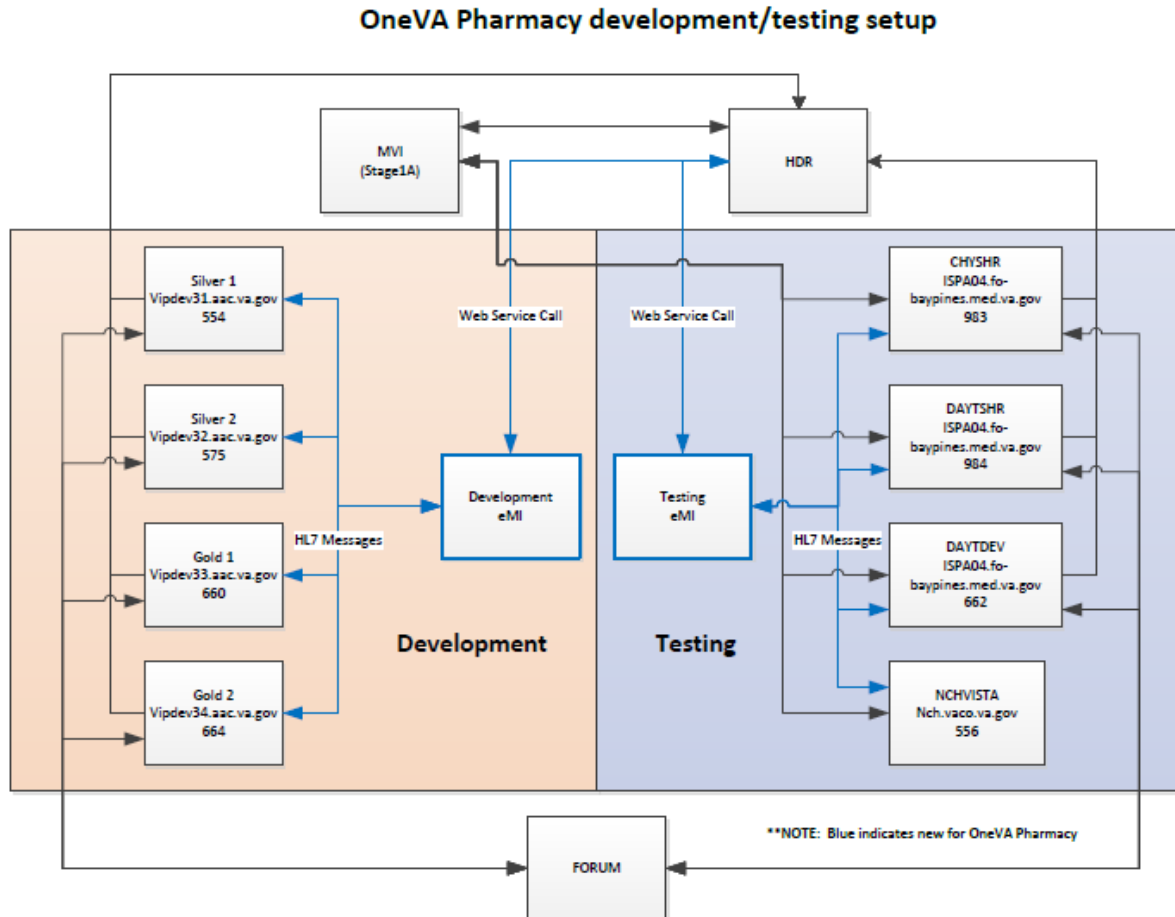 OneVA Pharmacy development/testing setup
MVI
(Stage1A)
HDR
Silver 1
Vipdev31.aac.va.gov
554
Silver 2
Vipdev32.aac.va.gov
575
Gold 1
Vipdev33.aac.va.gov
660
Gold 2
Vipdev34.aac.va.gov
664
HL7 Messages
Web Service Call
Development
eMI
Development
Web Service Call
Testing
eMI
Testing
HL7 Messages
CHYSHR
ISPA04.fo-
baypines.med.va.gov
983
DAYTSHR
ISPA04.fo-
baypines.med.va.gov
984
DAYTDEV
ISPA04.fo-
baypines.med.va.gov
662
NCHVISTA
Nch.vaco.va.gov
556
**NOTE: Blue indicates new for OneVA Pharmacy
FORUM